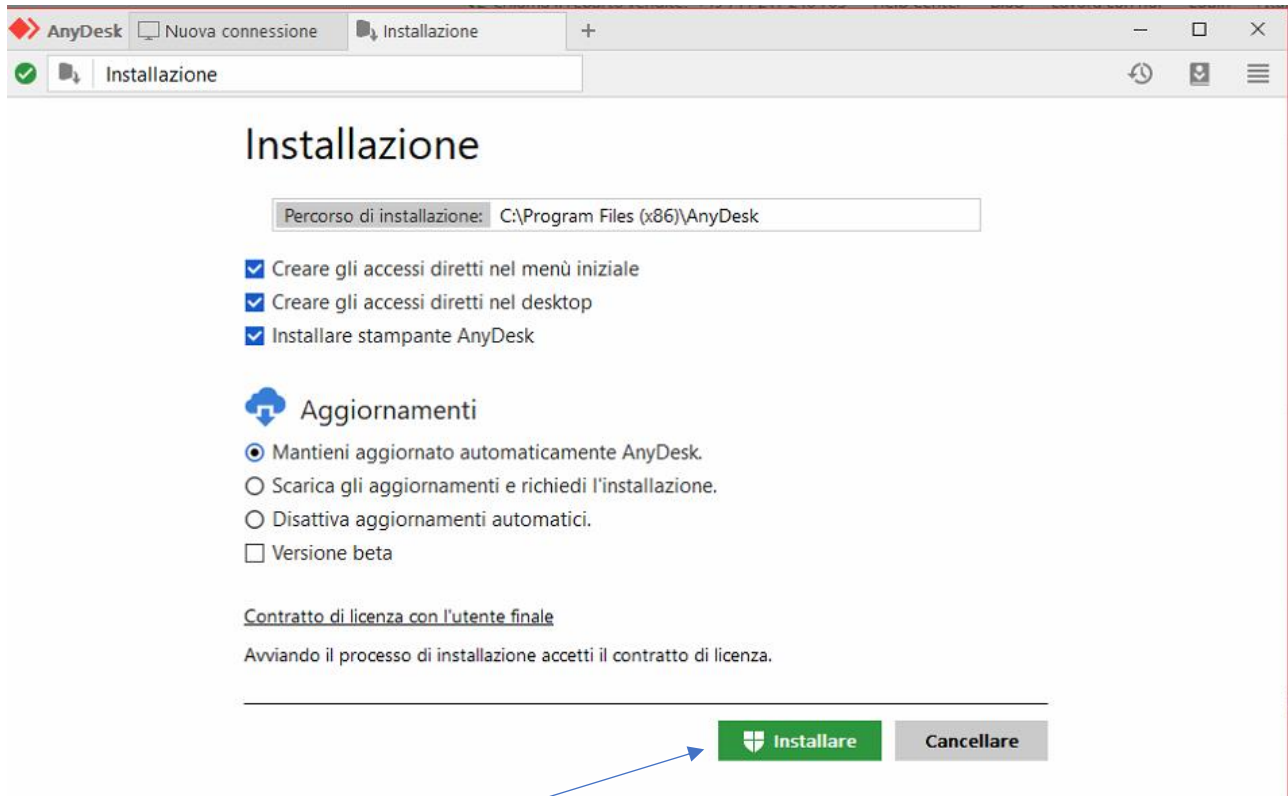 AnyDesk Nuova connessione Installazione
Installazione
Installazione
Percorso di installazione: C:\Program Files (x86)\AnyDesk
Creare gli accessi diretti nel menù iniziale
Creare gli accessi diretti nel desktop
Installare stampante AnyDesk
Aggiornamenti
Mantieni aggiornato automaticamente AnyDesk.
Scarica gli aggiornamenti e richiedi l'installazione.
Disattiva aggiornamenti automatici.
Versione beta
Contratto di licenza con l'utente finale
Avviando il processo di installazione accetti il contratto di licenza.
Installare Cancellare